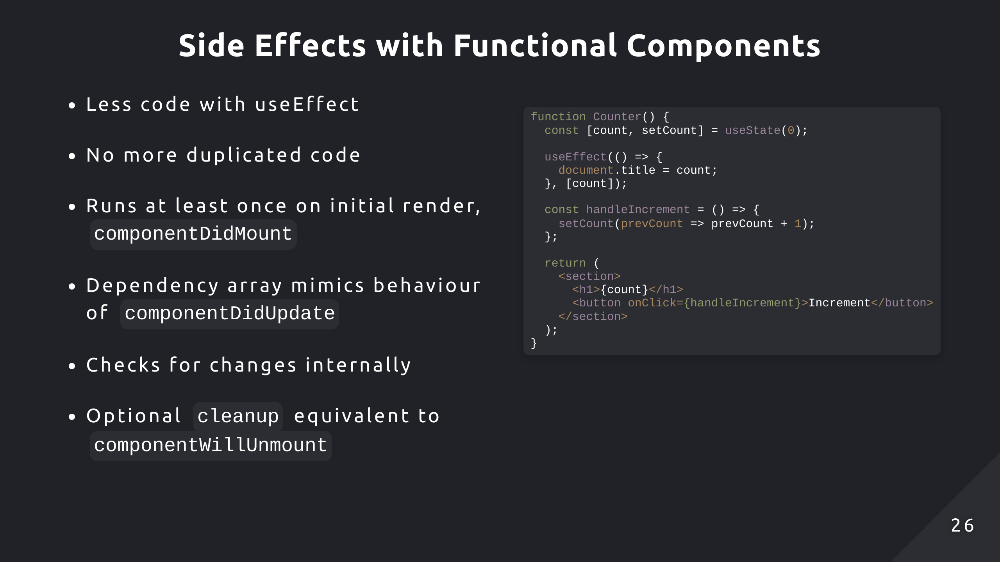 Side Effects with Functional Components
• Less code with useEffect
• No more duplicated code
• Runs at least once on initial render,
componentDidMount
• Dependency array mimics behaviour
of componentDidUpdate
• Checks for changes internally
• Optional cleanup equivalent to
componentWillUnmount
function Counter() {
  const [count, setCount] = useState(0);

  useEffect(() => {
    document.title = count;
  }, [count]);

  const handleIncrement = () => {
    setCount(prevCount => prevCount + 1);
  };

  return (
    <section>
      <h1>{count}</h1>
      <button onClick={handleIncrement}>Increment</button>
    </section>
  );
}
26